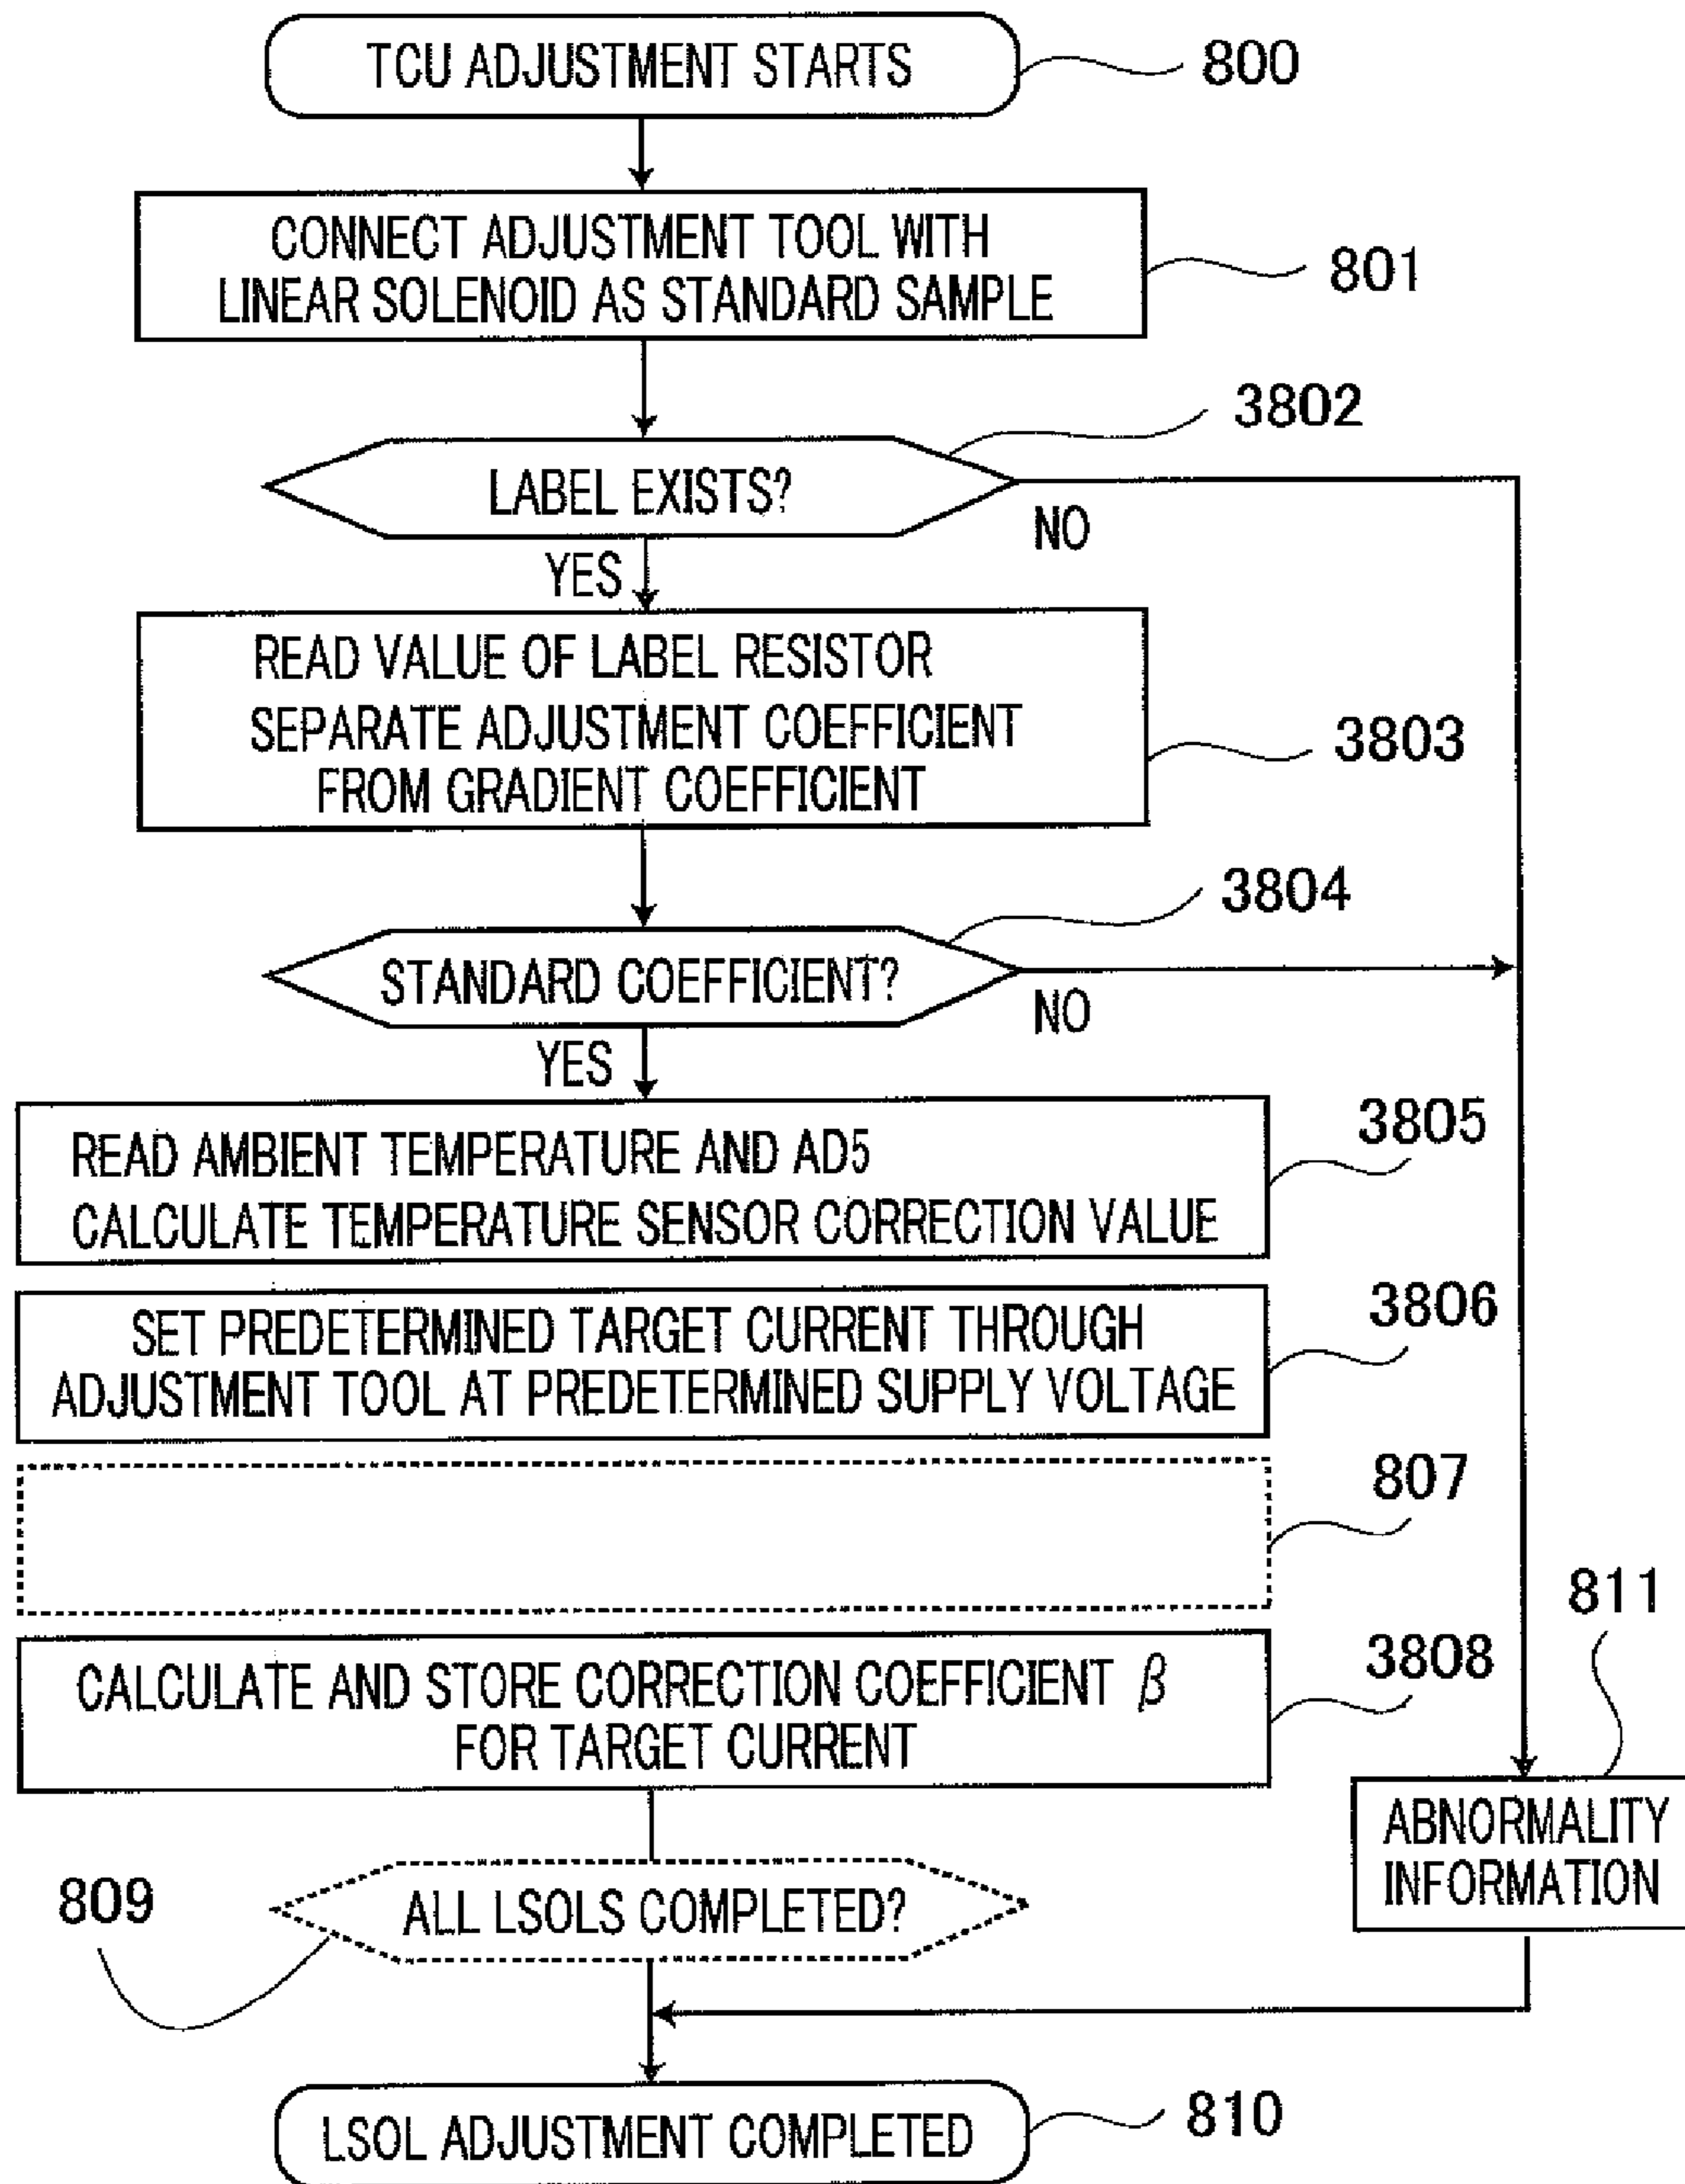 TCU ADJUSTMENT STARTS
800
CONNECT ADJUSTMENT TOOL WITH
LINEAR SOLENOID AS STANDARD SAMPLE
801
3802
LABEL EXISTS?
NO
YES
READ VALUE OF LABEL RESISTOR
SEPARATE ADJUSTMENT COEFFICIENT
FROM GRADIENT COEFFICIENT
3803
3804
STANDARD COEFFICIENT?
NO
YES
READ AMBIENT TEMPERATURE AND AD5
CALCULATE TEMPERATURE SENSOR CORRECTION VALUE
3805
SET PREDETERMINED TARGET CURRENT THROUGH
ADJUSTMENT TOOL AT PREDETERMINED SUPPLY VOLTAGE
3806
807
811
CALCULATE AND STORE CORRECTION COEFFICIENT β
FOR TARGET CURRENT
3808
ABNORMALITY
INFORMATION
809
ALL LSOLS COMPLETED?
LSOL ADJUSTMENT COMPLETED
810